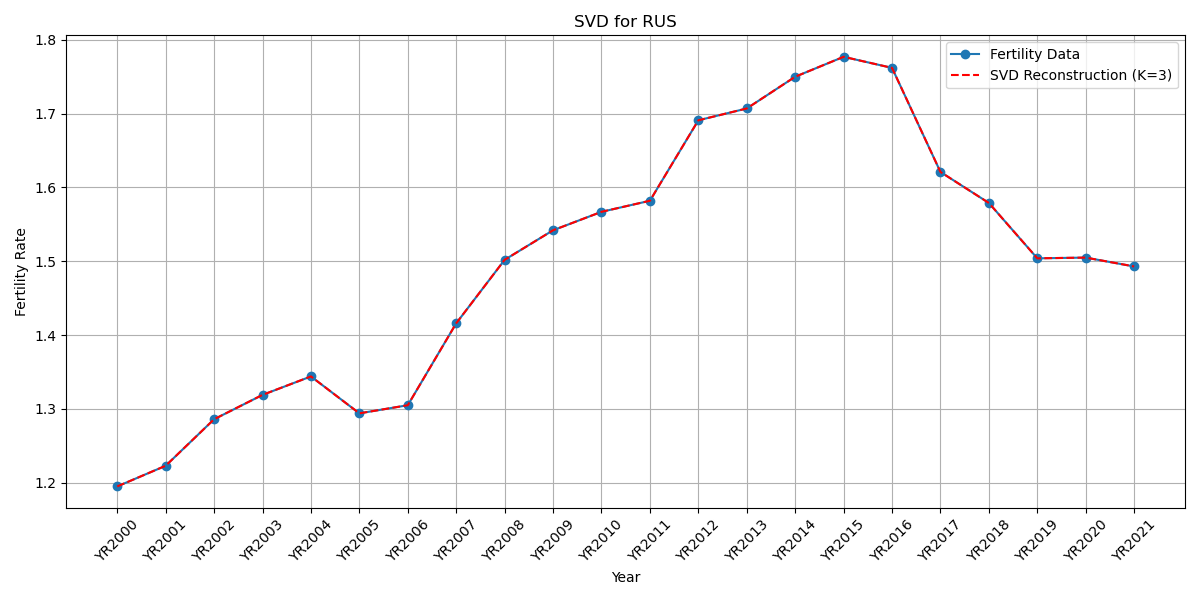 SVD for RUS
Fertility Data
SVD Reconstruction (K=3)
Fertility Rate
1.8
1.7
1.6
1.5
1.4
1.3
1.2
YR2000
YR2001
YR2002
YR2003
YR2004
YR2005
YR2006
YR2007
YR2008
YR2009
YR2010
YR2011
YR2012
YR2013
YR2014
YR2015
YR2016
YR2017
YR2018
YR2019
YR2020
YR2021
Year